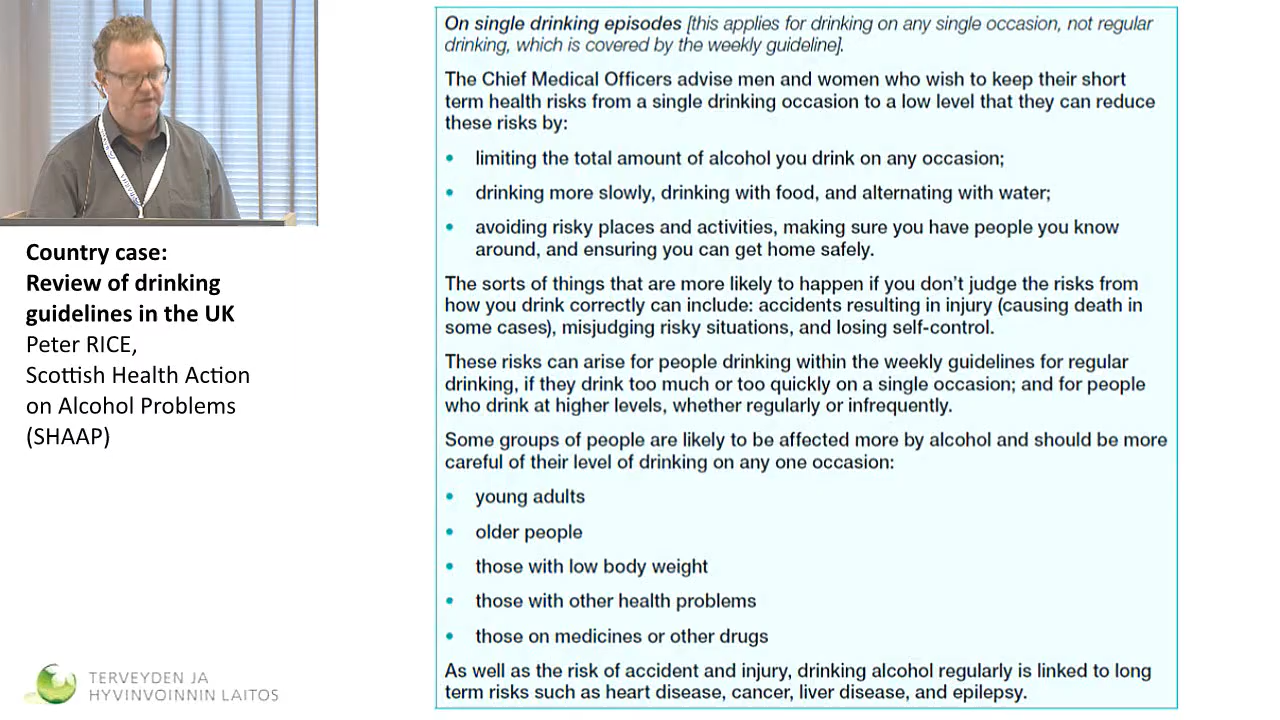 On single drinking episodes [this applies for drinking on any single occasion, not regular
drinking, which is covered by the weekly guideline].
The Chief Medical Officers advise men and women who wish to keep their short
term health risks from a single drinking occasion to a low level that they can reduce
these risks by:
• limiting the total amount of alcohol you drink on any occasion;
• drinking more slowly, drinking with food, and alternating with water;
• avoiding risky places and activities, making sure you have people you know
around, and ensuring you can get home safely.
The sorts of things that are more likely to happen if you don't judge the risks from
how you drink correctly can include: accidents resulting in injury (causing death in
some cases), misjudging risky situations, and losing self-control.
These risks can arise for people drinking within the weekly guidelines for regular
drinking, if they drink too much or too quickly on a single occasion; and for people
who drink at higher levels, whether regularly or infrequently.
Some groups of people are likely to be affected more by alcohol and should be more
careful of their level of drinking on any one occasion:
• young adults
• older people
• those with low body weight
• those with other health problems
• those on medicines or other drugs
As well as the risk of accident and injury, drinking alcohol regularly is linked to long
term risks such as heart disease, cancer, liver disease, and epilepsy.
Country case:
Review of drinking
guidelines in the UK
Peter RICE,
Scottish Health Action
on Alcohol Problems
(SHAAP)
TERVEYDEN JA
HYVINVOINNIN LAITOS